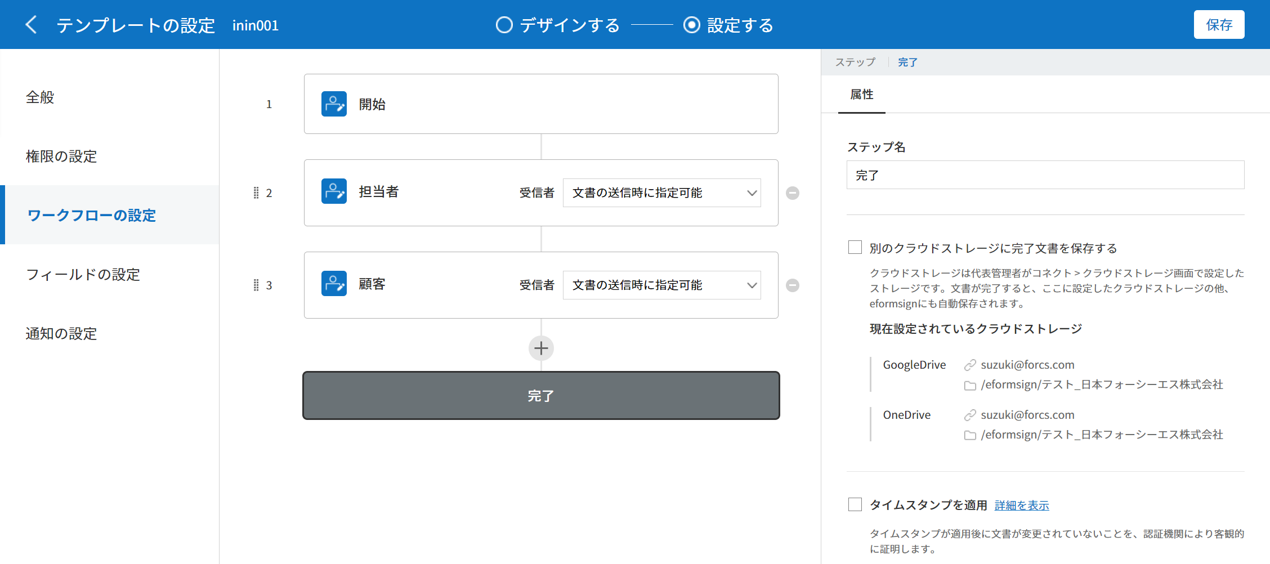 テンプレートの設定 inin001 デザインする 設定する 保存
全般
権限の設定
ワークフローの設定
フィールドの設定
通知の設定
1 開始
2 担当者 受信者 文書の送信時に指定可能
3 顧客 受信者 文書の送信時に指定可能
完了
ステップ 完了
属性
ステップ名
完了
別のクラウドストレージに完了文書を保存する
クラウドストレージは代表管理者がコネクト > クラウドストレージ画面で設定した
ストレージです。文書が完了すると、ここに設定したクラウドストレージの他、
eformsignにも自動保存されます。
現在設定されているクラウドストレージ
GoogleDrive suzuki@forcs.com
/eformsign/テスト_日本フォーシーエス株式会社
OneDrive suzuki@forcs.com
/eformsign/テスト_日本フォーシーエス株式会社
タイムスタンプを適用 詳細を表示
タイムスタンプが適用後に文書が変更されていないことを、認証機関により客観的
に証明します。